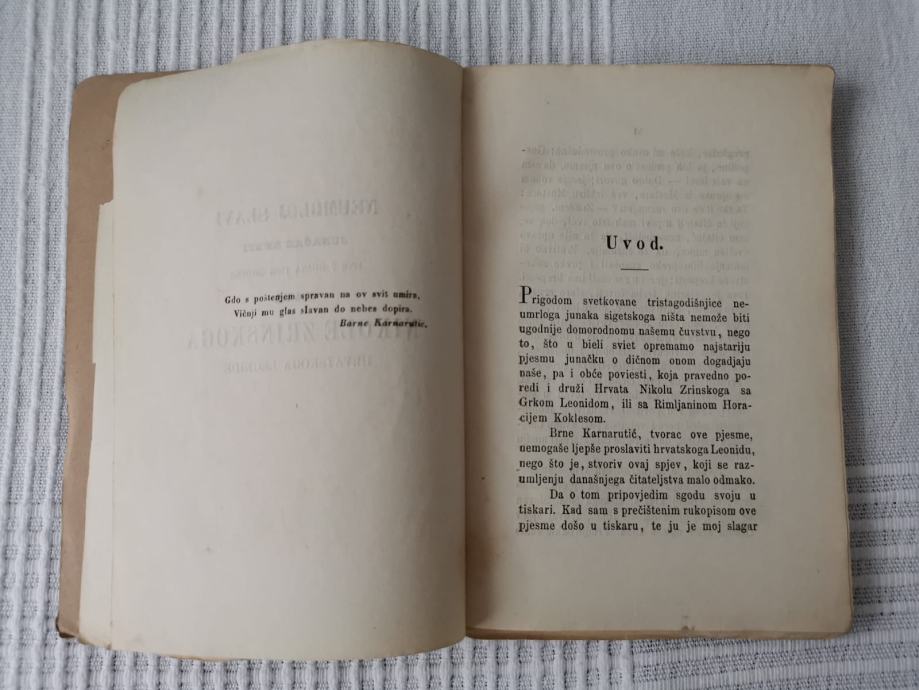 Gdo s poštenjem spravan na ov svit umira,
Vičnji mu glas slavan do nebes dopira.
Barne Karnarutić.
Uvod.
Prigodom svetkovane tristagodišnjice ne-
umrloga junaka sigetskoga ništa nemože biti
ugodnije domorodnomu našemu čuvstvu, nego
to, što u bieli sviet opremamo najstariju
pjesmu junačku o dičnom onom dogadjaju
naše, pa i obće poviesti, koja pravedno po-
redi i druži Hrvata Nikolu Zrinskoga sa
Grkom Leonidom, ili sa Rimljaninom Hora-
cijem Koklesom.
Brne Karnarutić, tvorac ove pjesme,
nemogaše ljepše proslaviti hrvatskoga Leonidu,
nego što je, stvoriv ovaj spjev, koji se raz-
umljenju današnjega čitateljstva malo odmako.
Da o tom pripovjedim sgodu svoju u
tiskari. Kad sam s prečištenim rukopisom ove
pjesme došo u tiskaru, te ju je moj slagar